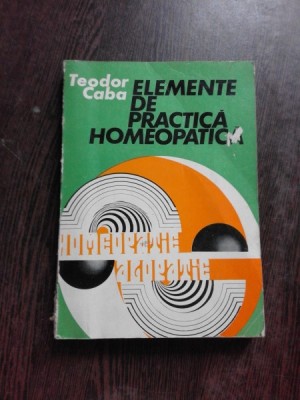 Teodor
Caba
ELEMENTE
DE
PRACTICĂ
HOMEOPATICĂ
HOMEOPATIE
ALOPATIE